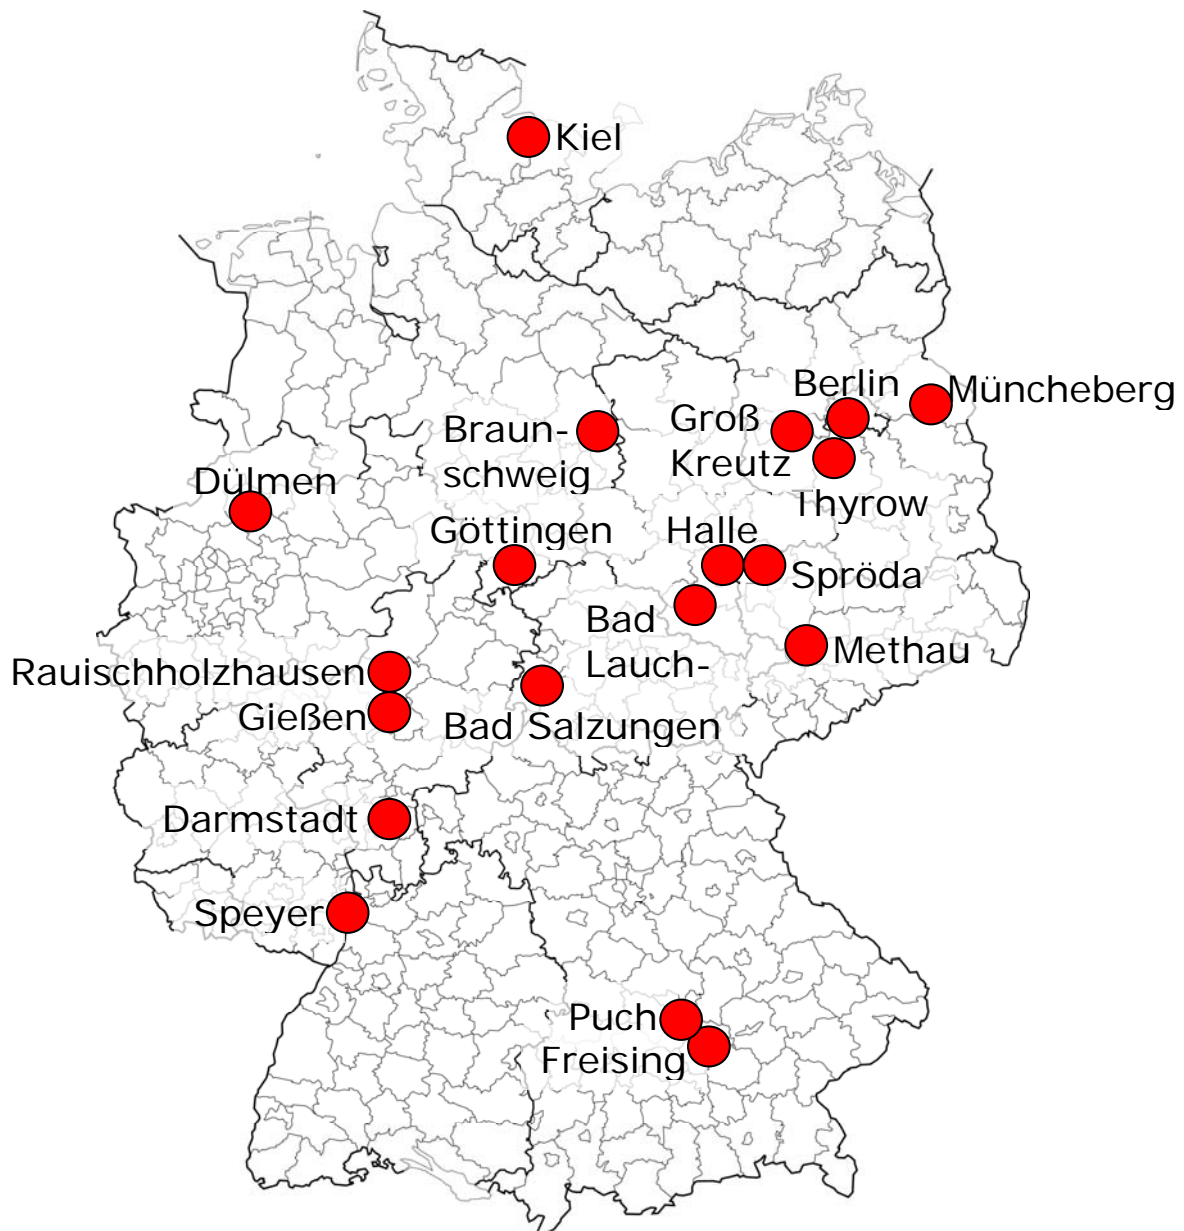 Kiel
Berlin
Müncheberg
Groß
Kreutz
Braun-
schweig
Dülmen
Thyrow
Göttingen
Halle
Spröda
Bad
Lauch-
Methau
Rauischholzhausen
Gießen
Bad Salzungen
Darmstadt
Speyer
Puch
Freising